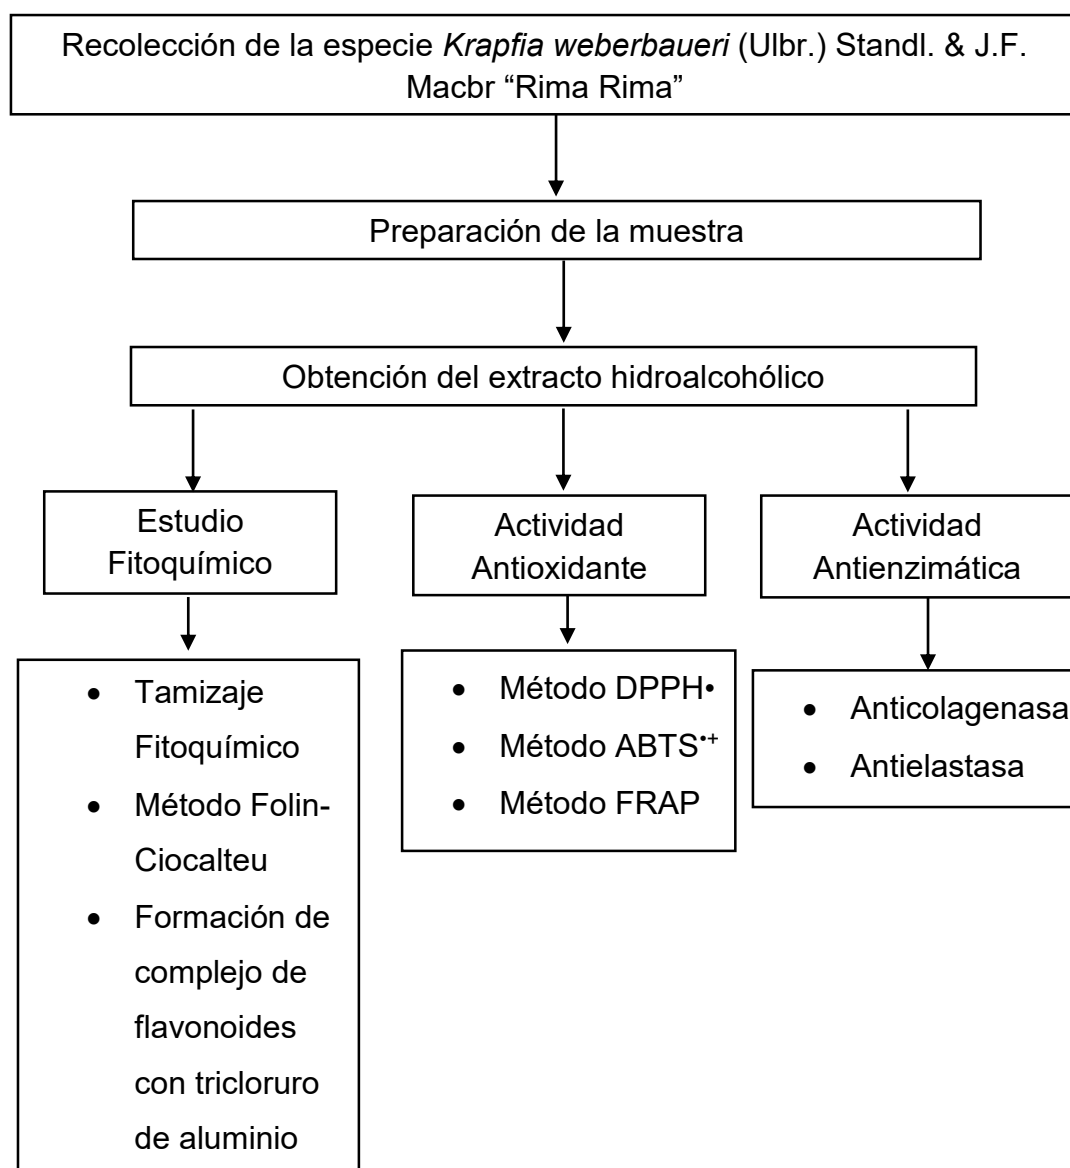 Recolección de la especie Krapfia weberbaueri (Ulbr.) Standl. & J.F.
Macbr “Rima Rima”
Preparación de la muestra
Obtención del extracto hidroalcohólico
Estudio
Fitoquímico
Actividad
Antioxidante
Actividad
Antienzimática
• Tamizaje
Fitoquímico
• Método Folin-
Ciocalteu
• Formación de
complejo de
flavonoides
con tricloruro
de aluminio
• Método DPPH•
• Método ABTS•+
• Método FRAP
• Anticolagenasa
• Antielastasa